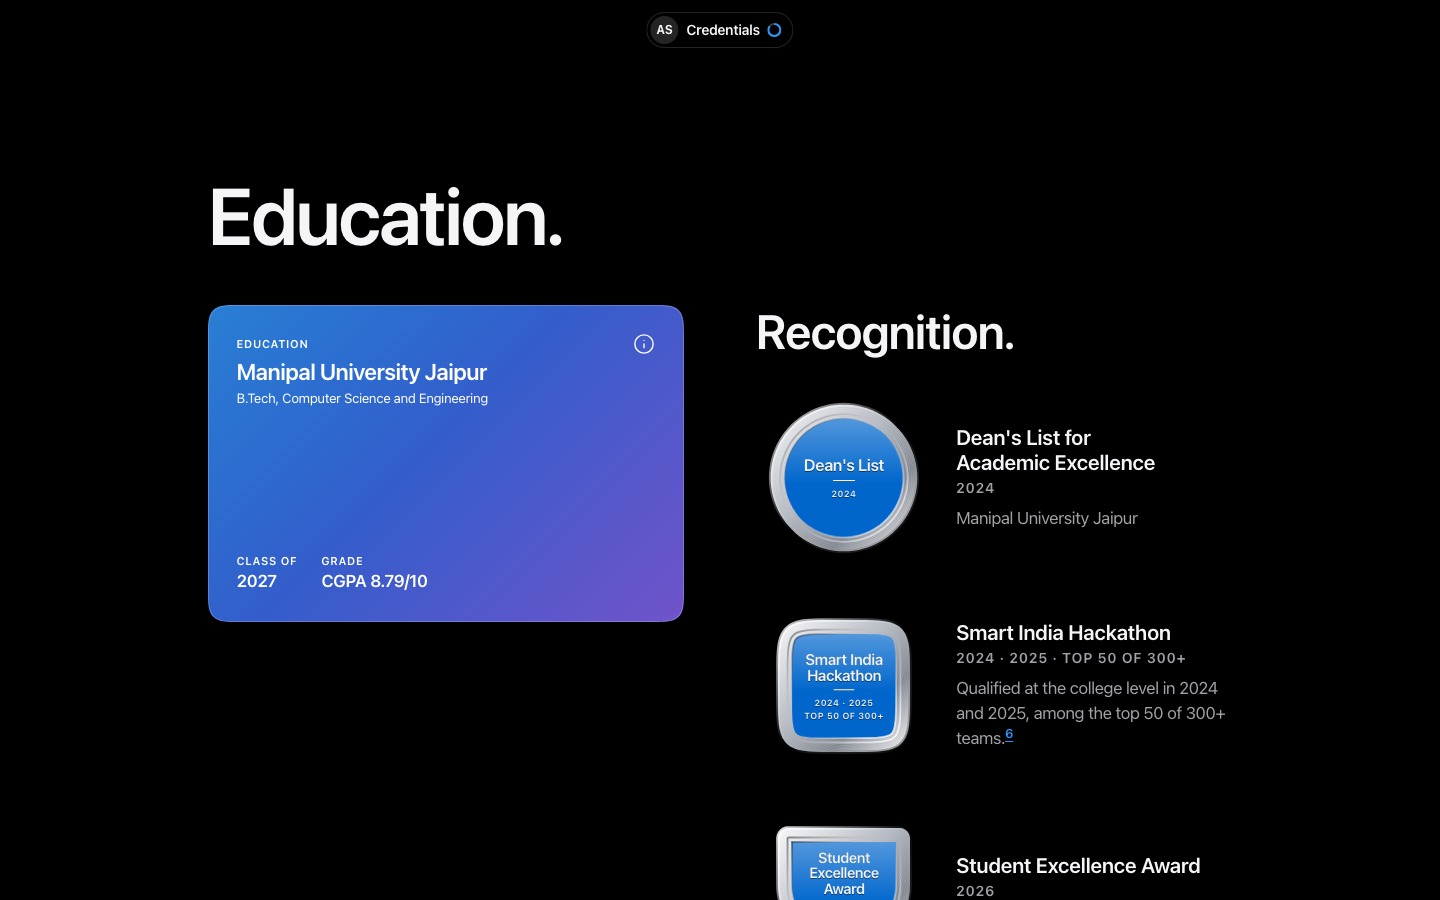 AS Credentials
Education.
EDUCATION
Manipal University Jaipur
B.Tech, Computer Science and Engineering
CLASS OF GRADE
2027 CGPA 8.79/10
Recognition.
Dean's List
2024
Dean's List for
Academic Excellence
2024
Manipal University Jaipur
Smart India
Hackathon
2024 · 2025
TOP 50 OF 300+
Smart India Hackathon
2024 · 2025 · TOP 50 OF 300+
Qualified at the college level in 2024
and 2025, among the top 50 of 300+
teams.6
Student
Excellence
Award
Student Excellence Award
2026